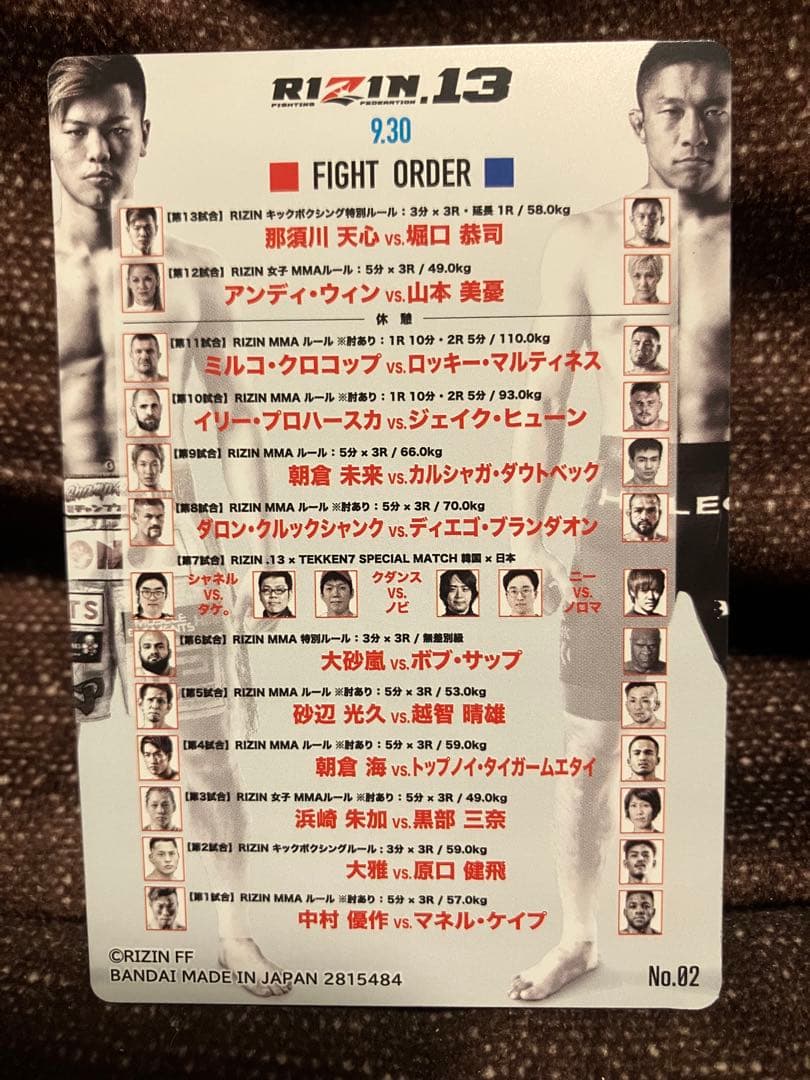 RIZIN.13
FIGHTING FEDERATION
9.30
FIGHT ORDER
【第13試合】RIZIN キックボクシング特別ルール：3分 × 3R・延長 1R / 58.0kg
那須川 天心 vs. 堀口 恭司
【第12試合】RIZIN 女子 MMAルール：5分 × 3R / 49.0kg
アンディ・ウィン vs. 山本 美憂
休 憩
【第11試合】RIZIN MMA ルール ※肘あり：1R 10分・2R 5分 / 110.0kg
ミルコ・クロコップ vs. ロッキー・マルティネス
【第10試合】RIZIN MMA ルール ※肘あり：1R 10分・2R 5分 / 93.0kg
イリー・プロハースカ vs. ジェイク・ヒューン
【第9試合】RIZIN MMA ルール：5分 × 3R / 66.0kg
朝倉 未来 vs. カルシャガ・ダウトベック
【第8試合】RIZIN MMA ルール ※肘あり：5分 × 3R / 70.0kg
ダロン・クルックシャンク vs. ディエゴ・ブランダオン
【第7試合】RIZIN .13 × TEKKEN7 SPECIAL MATCH 韓国 × 日本
シャネル vs. タケ。
クダンス vs. ノビ
ニー vs. ノロマ
【第6試合】RIZIN MMA 特別ルール：3分 × 3R / 無差別級
大砂嵐 vs. ボブ・サップ
【第5試合】RIZIN MMA ルール ※肘あり：5分 × 3R / 53.0kg
砂辺 光久 vs. 越智 晴雄
【第4試合】RIZIN MMA ルール ※肘あり：5分 × 3R / 59.0kg
朝倉 海 vs. トップノイ・タイガームエタイ
【第3試合】RIZIN 女子 MMAルール ※肘あり：5分 × 3R / 49.0kg
浜崎 朱加 vs. 黒部 三奈
【第2試合】RIZIN キックボクシングルール：3分 × 3R / 59.0kg
大雅 vs. 原口 健飛
【第1試合】RIZIN MMA ルール ※肘あり：5分 × 3R / 57.0kg
中村 優作 vs. マネル・ケイプ
©RIZIN FF
BANDAI MADE IN JAPAN 2815484
No.02